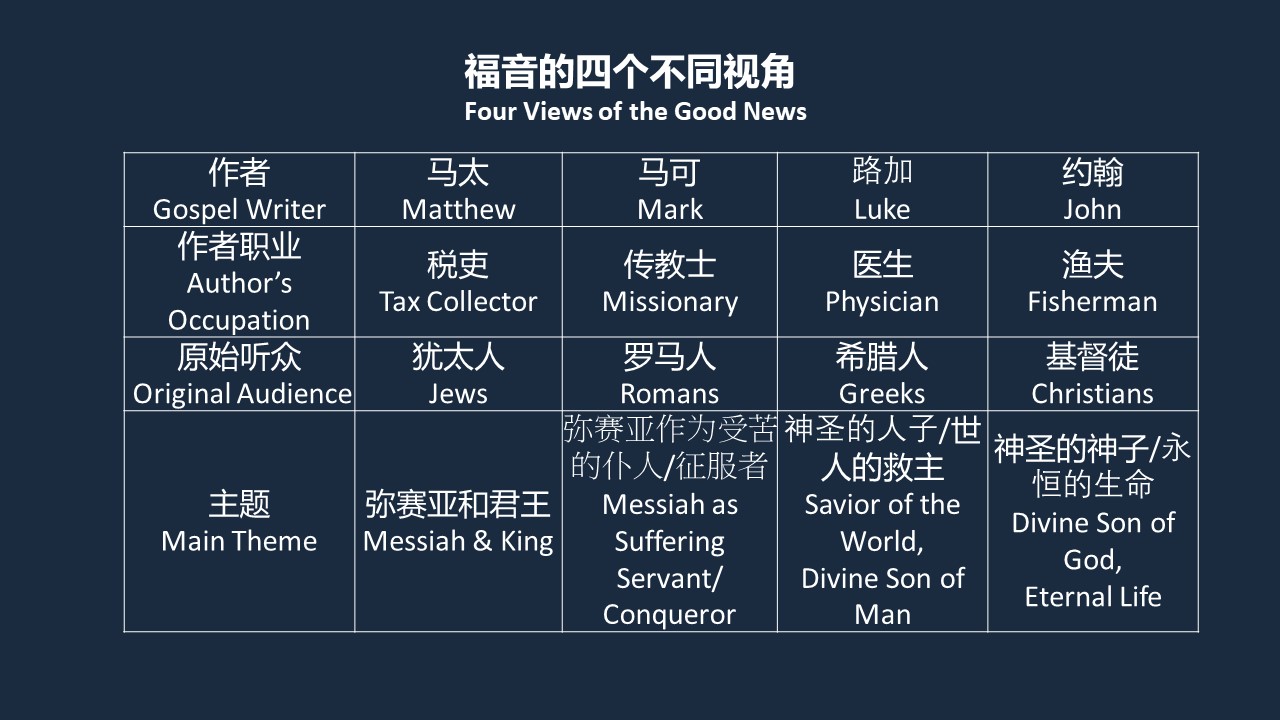 福音的四个不同视角
Four Views of the Good News
作者
Gospel Writer
马太
Matthew
马可
Mark
路加
Luke
约翰
John
作者职业
Author’s
Occupation
税吏
Tax Collector
传教士
Missionary
医生
Physician
渔夫
Fisherman
原始听众
Original Audience
犹太人
Jews
罗马人
Romans
希腊人
Greeks
基督徒
Christians
主题
Main Theme
弥赛亚和君王
Messiah & King
弥赛亚作为受苦
的仆人/征服者
Messiah as
Suffering
Servant/
Conqueror
神圣的人子/世
人的救主
Savior of the
World,
Divine Son of
Man
神圣的神子/永
恒的生命
Divine Son of
God,
Eternal Life